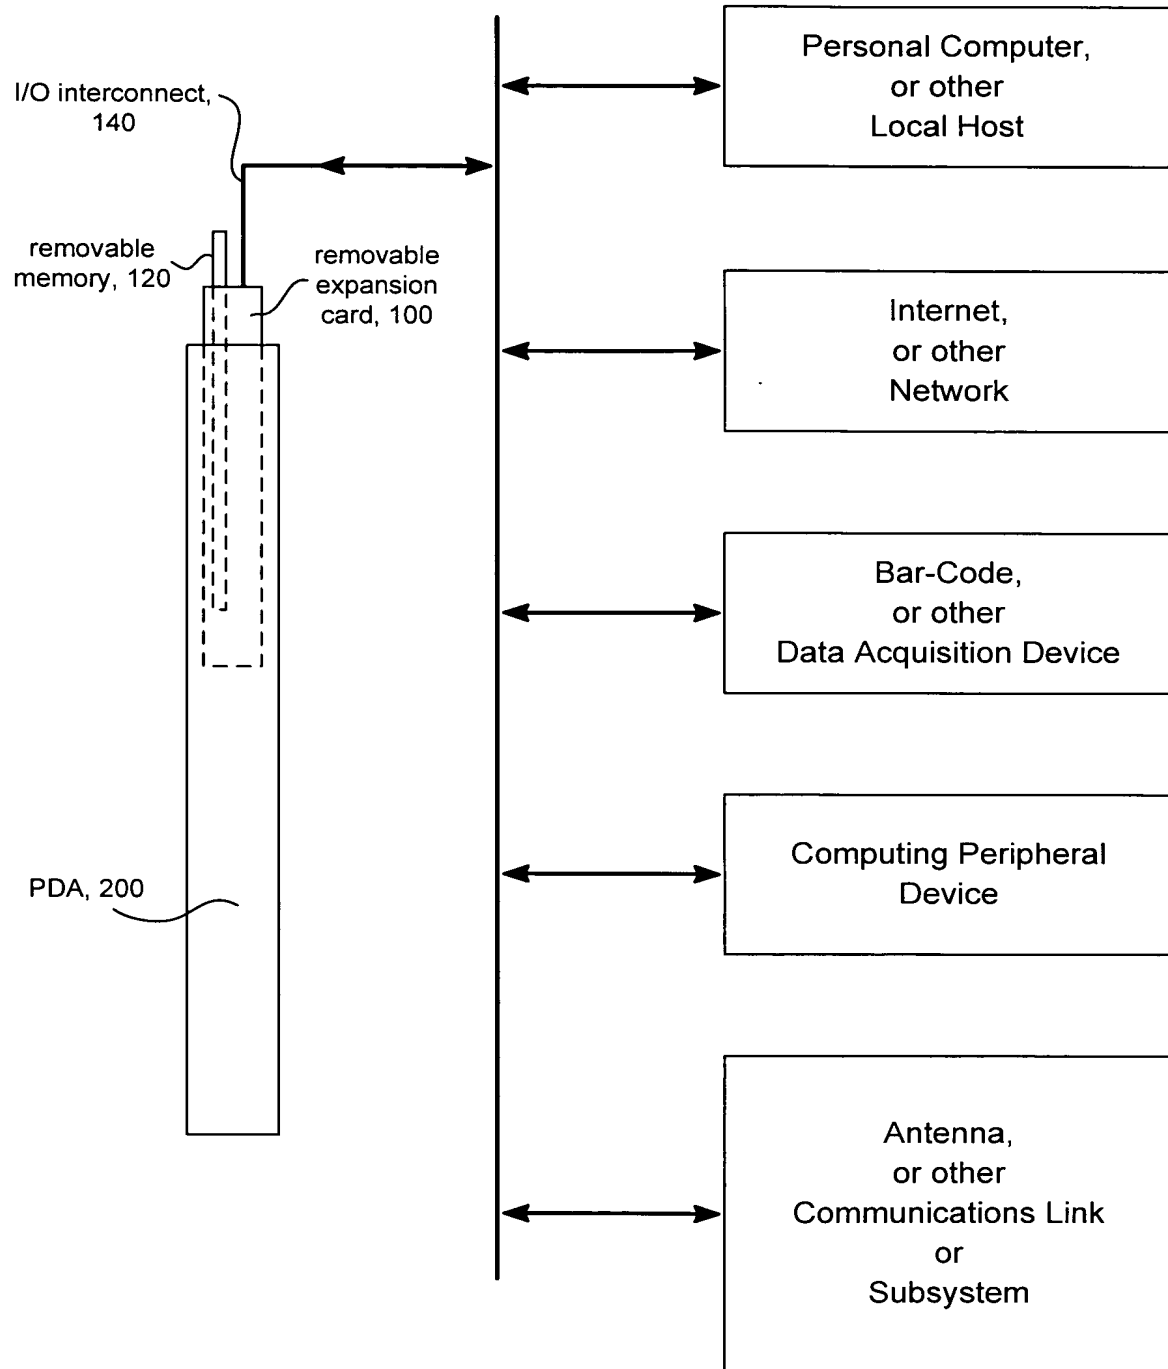 I/O interconnect,
140
removable
memory, 120
removable
expansion
card, 100
PDA, 200
Personal Computer,
or other
Local Host
Internet,
or other
Network
Bar-Code,
or other
Data Acquisition Device
Computing Peripheral
Device
Antenna,
or other
Communications Link
or
Subsystem